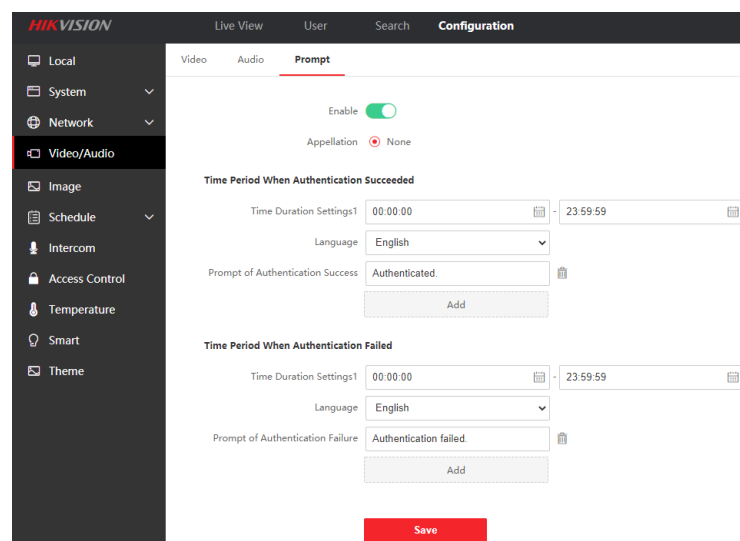 HIKVISION Live View User Search Configuration
Local
System
Network
Video/Audio
Image
Schedule
Intercom
Access Control
Temperature
Smart
Theme
Video Audio Prompt
Enable
Appellation None
Time Period When Authentication Succeeded
Time Duration Settings1 00:00:00 - 23:59:59
Language English
Prompt of Authentication Success Authenticated.
Add
Time Period When Authentication Failed
Time Duration Settings1 00:00:00 - 23:59:59
Language English
Prompt of Authentication Failure Authentication failed.
Add
Save